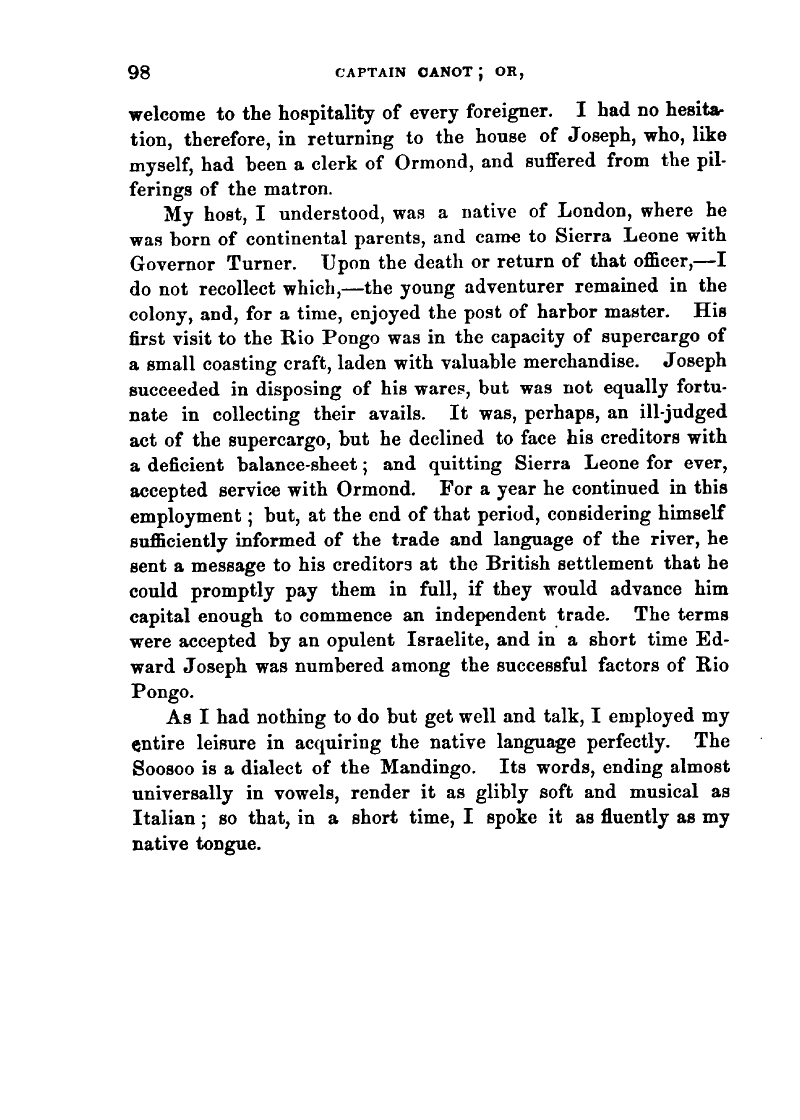 98 CAPTAIN CANOT; OR,
welcome to the hospitality of every foreigner. I had no hesita-
tion, therefore, in returning to the house of Joseph, who, like
myself, had been a clerk of Ormond, and suffered from the pil-
ferings of the matron.
My host, I understood, was a native of London, where he
was born of continental parents, and came to Sierra Leone with
Governor Turner. Upon the death or return of that officer,—I
do not recollect which,—the young adventurer remained in the
colony, and, for a time, enjoyed the post of harbor master. His
first visit to the Rio Pongo was in the capacity of supercargo of
a small coasting craft, laden with valuable merchandise. Joseph
succeeded in disposing of his wares, but was not equally fortu-
nate in collecting their avails. It was, perhaps, an ill-judged
act of the supercargo, but he declined to face his creditors with
a deficient balance-sheet; and quitting Sierra Leone for ever,
accepted service with Ormond. For a year he continued in this
employment; but, at the end of that period, considering himself
sufficiently informed of the trade and language of the river, he
sent a message to his creditors at the British settlement that he
could promptly pay them in full, if they would advance him
capital enough to commence an independent trade. The terms
were accepted by an opulent Israelite, and in a short time Ed-
ward Joseph was numbered among the successful factors of Rio
Pongo.
As I had nothing to do but get well and talk, I employed my
entire leisure in acquiring the native language perfectly. The
Soosoo is a dialect of the Mandingo. Its words, ending almost
universally in vowels, render it as glibly soft and musical as
Italian; so that, in a short time, I spoke it as fluently as my
native tongue.